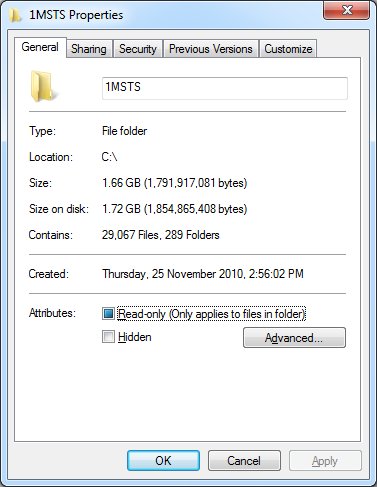 1MSTS Properties
General Sharing Security Previous Versions Customize
1MSTS
Type: File folder
Location: C:\
Size: 1.66 GB (1,791,917,081 bytes)
Size on disk: 1.72 GB (1,854,865,408 bytes)
Contains: 29,067 Files, 289 Folders
Created: Thursday, 25 November 2010, 2:56:02 PM
Attributes: Read-only (Only applies to files in folder)
Hidden Advanced...
OK Cancel Apply